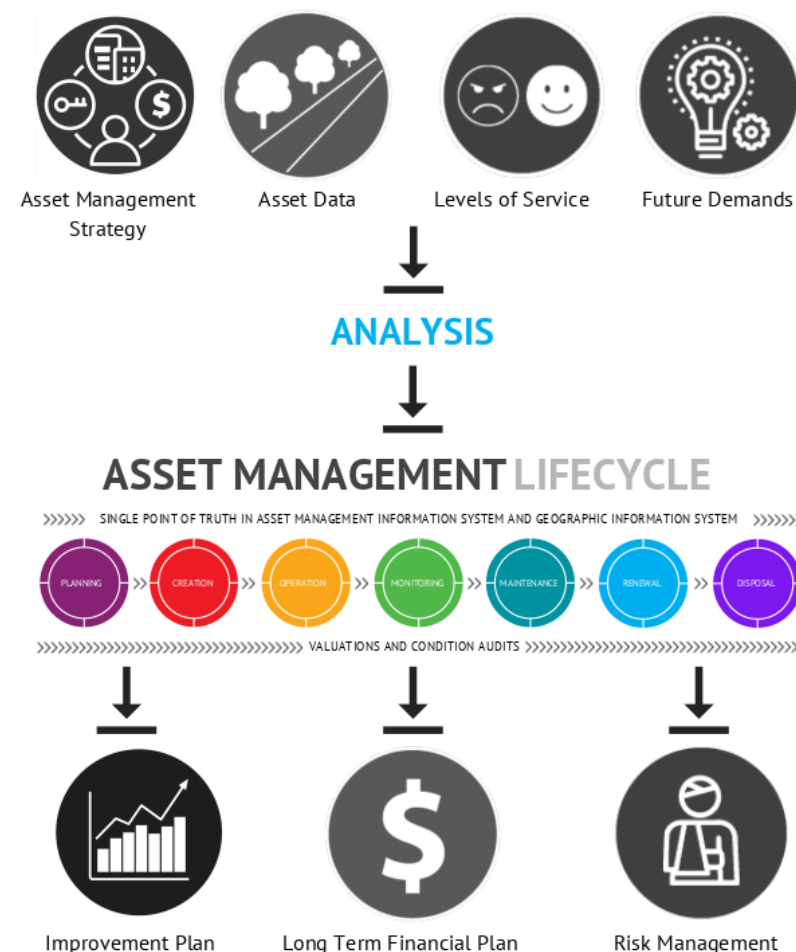 $
Asset Management
Strategy
Asset Data
Levels of Service
Future Demands
ANALYSIS
ASSET MANAGEMENT LIFECYCLE
SINGLE POINT OF TRUTH IN ASSET MANAGEMENT INFORMATION SYSTEM AND GEOGRAPHIC INFORMATION SYSTEM
PLANNING
CREATION
OPERATION
MONITORING
MAINTENANCE
RENEWAL
DISPOSAL
VALUATIONS AND CONDITION AUDITS
$
Improvement Plan
Long Term Financial Plan
Risk Management